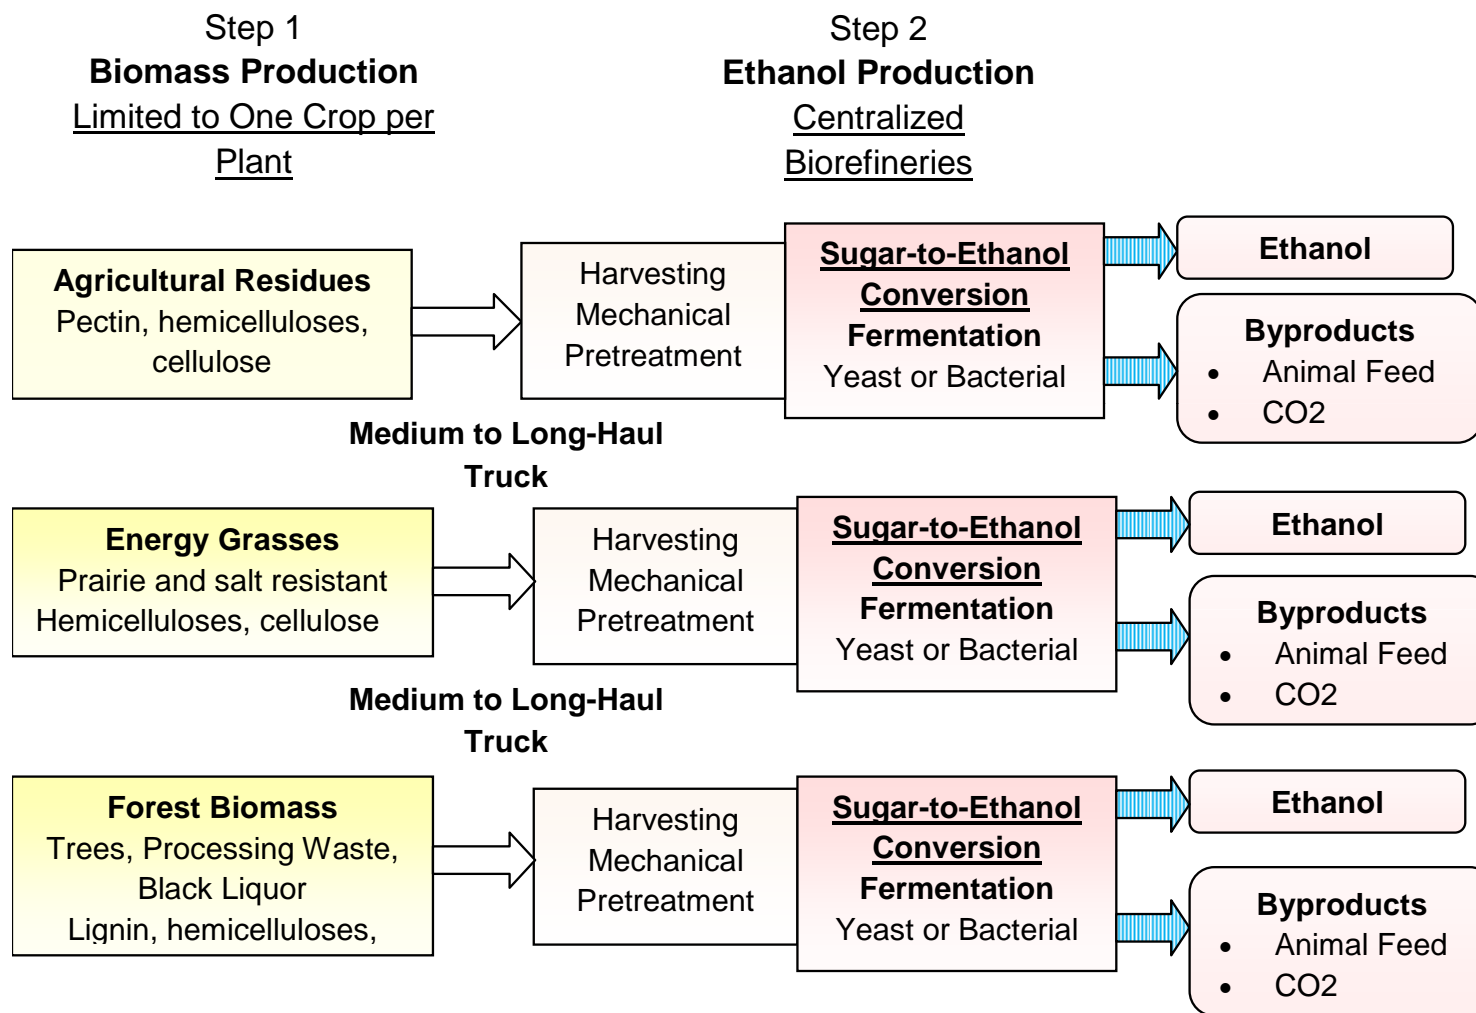 Step 1
Biomass Production
Limited to One Crop per
Plant
Step 2
Ethanol Production
Centralized
Biorefineries
Agricultural Residues
Pectin, hemicelluloses,
cellulose
Harvesting
Mechanical
Pretreatment
Sugar-to-Ethanol
Conversion
Fermentation
Yeast or Bacterial
Ethanol
Byproducts
• Animal Feed
• CO2
Medium to Long-Haul
Truck
Energy Grasses
Prairie and salt resistant
Hemicelluloses, cellulose
Harvesting
Mechanical
Pretreatment
Sugar-to-Ethanol
Conversion
Fermentation
Yeast or Bacterial
Ethanol
Byproducts
• Animal Feed
• CO2
Medium to Long-Haul
Truck
Forest Biomass
Trees, Processing Waste,
Black Liquor
Lignin, hemicelluloses,
Harvesting
Mechanical
Pretreatment
Sugar-to-Ethanol
Conversion
Fermentation
Yeast or Bacterial
Ethanol
Byproducts
• Animal Feed
• CO2